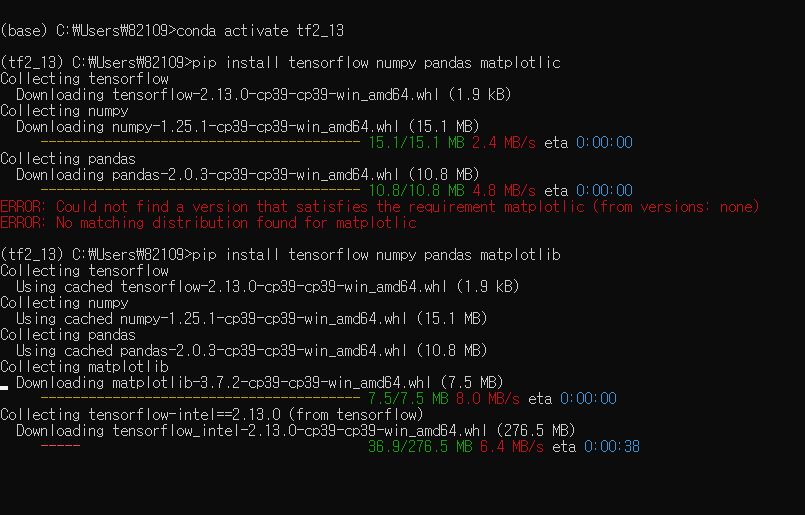 (base) C:₩Users₩82109>conda activate tf2_13
(tf2_13) C:₩Users₩82109>pip install tensorflow numpy pandas matplotlic
Collecting tensorflow
Downloading tensorflow-2.13.0-cp39-cp39-win_amd64.whl (1.9 kB)
Collecting numpy
Downloading numpy-1.25.1-cp39-cp39-win_amd64.whl (15.1 MB)
---------------------------------------- 15.1/15.1 MB 2.4 MB/s eta 0:00:00
Collecting pandas
Downloading pandas-2.0.3-cp39-cp39-win_amd64.whl (10.8 MB)
---------------------------------------- 10.8/10.8 MB 4.8 MB/s eta 0:00:00
ERROR: Could not find a version that satisfies the requirement matplotlic (from versions: none)
ERROR: No matching distribution found for matplotlic
(tf2_13) C:₩Users₩82109>pip install tensorflow numpy pandas matplotlib
Collecting tensorflow
Using cached tensorflow-2.13.0-cp39-cp39-win_amd64.whl (1.9 kB)
Collecting numpy
Using cached numpy-1.25.1-cp39-cp39-win_amd64.whl (15.1 MB)
Collecting pandas
Using cached pandas-2.0.3-cp39-cp39-win_amd64.whl (10.8 MB)
Collecting matplotlib
Downloading matplotlib-3.7.2-cp39-cp39-win_amd64.whl (7.5 MB)
---------------------------------------- 7.5/7.5 MB 8.0 MB/s eta 0:00:00
Collecting tensorflow-intel==2.13.0 (from tensorflow)
Downloading tensorflow_intel-2.13.0-cp39-cp39-win_amd64.whl (276.5 MB)
----- 36.9/276.5 MB 6.4 MB/s eta 0:00:38